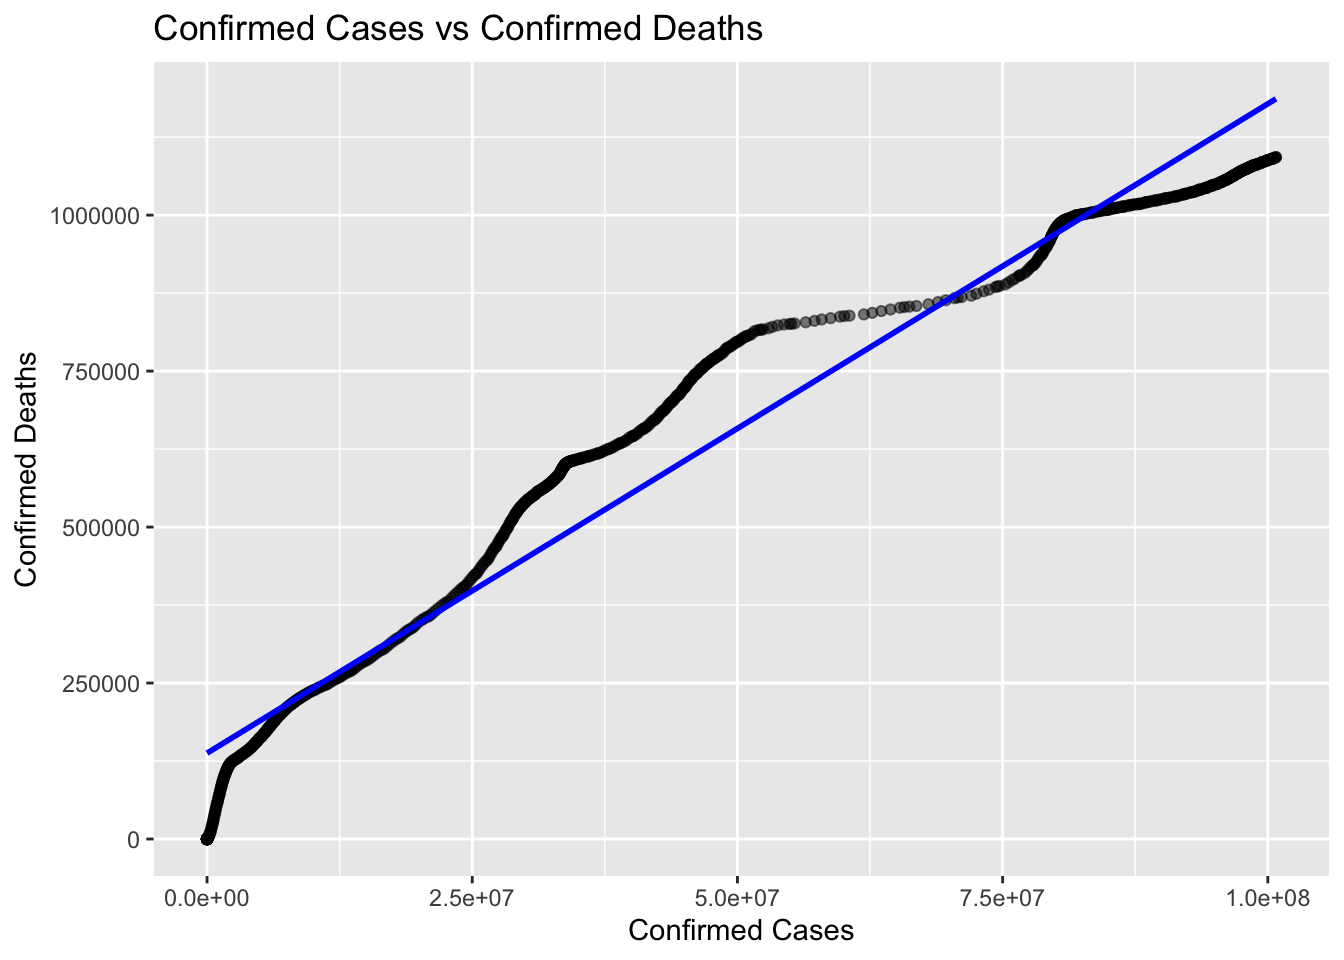 Confirmed Cases vs Confirmed Deaths
1000000
750000
500000
250000
0
Confirmed Deaths
0.0e+00
2.5e+07
5.0e+07
7.5e+07
1.0e+08
Confirmed Cases